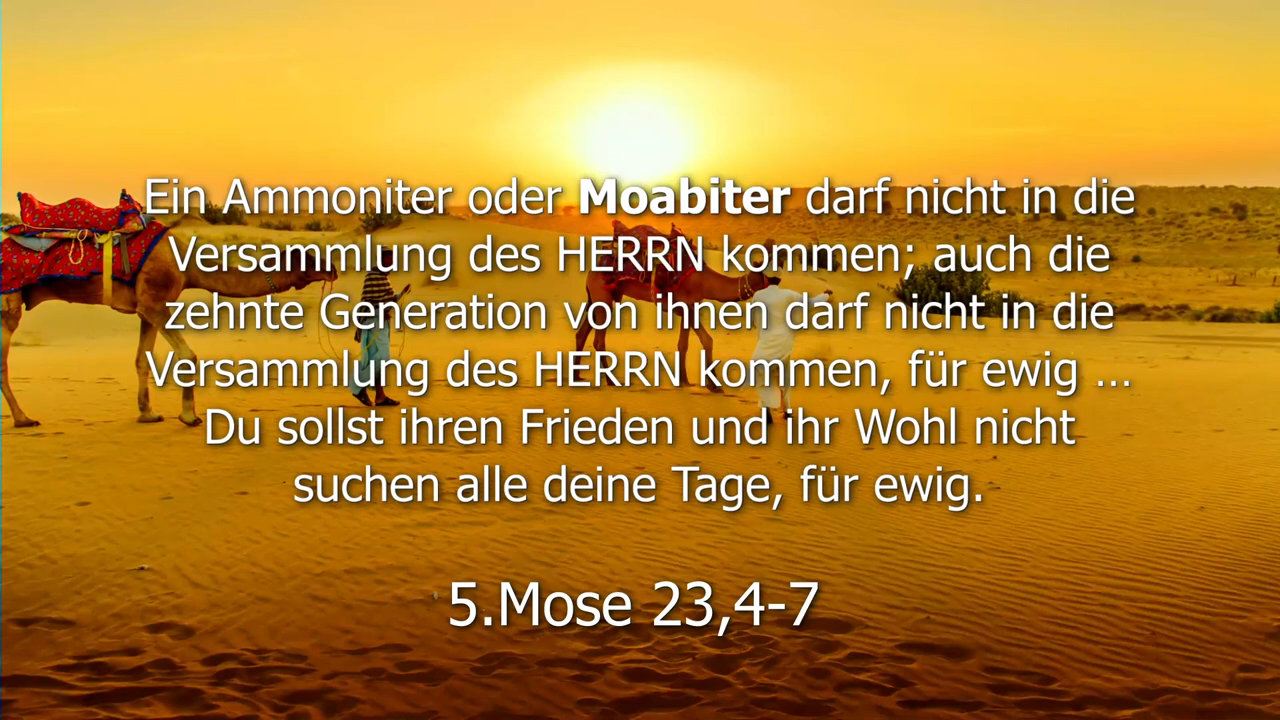 Ein Ammoniter oder Moabiter darf nicht in die
Versammlung des HERRN kommen; auch die
zehnte Generation von ihnen darf nicht in die
Versammlung des HERRN kommen, für ewig ...
Du sollst ihren Frieden und ihr Wohl nicht
suchen alle deine Tage, für ewig.
5.Mose 23,4-7